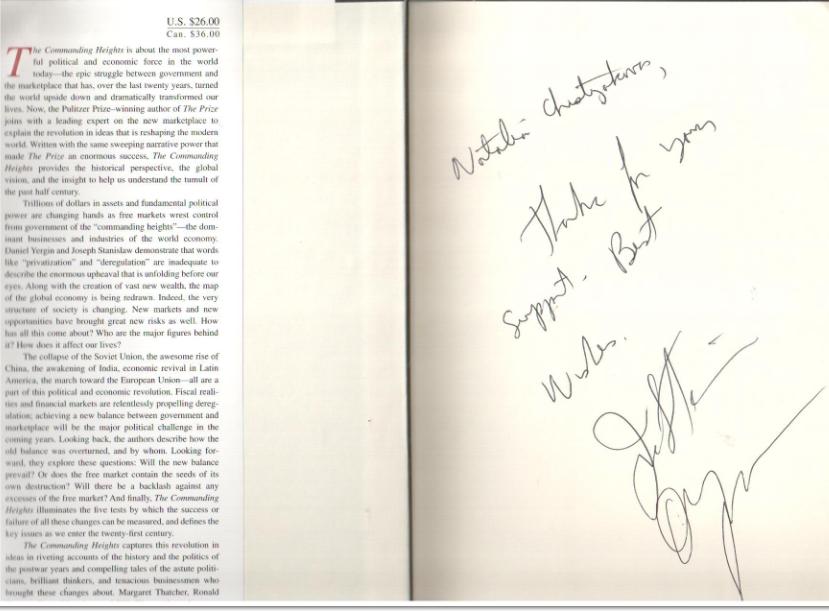 U.S. $26.00
Can. $36.00
The Commanding Heights is about the most power-
ful political and economic force in the world
today—the epic struggle between government and
the marketplace that has, over the last twenty years, turned
the world upside down and dramatically transformed our
lives. Now, the Pulitzer Prize–winning author of The Prize
joins with a leading expert on the new marketplace to
explain the revolution in ideas that is reshaping the modern
world. Written with the same sweeping narrative power that
made The Prize an enormous success, The Commanding
Heights provides the historical perspective, the global
vision, and the insight to help us understand the tumult of
the past half century.
Trillions of dollars in assets and fundamental political
power are changing hands as free markets wrest control
from government of the “commanding heights”—the dom-
inant businesses and industries of the world economy.
Daniel Yergin and Joseph Stanislaw demonstrate that words
like “privatization” and “deregulation” are inadequate to
describe the enormous upheaval that is unfolding before our
eyes. Along with the creation of vast new wealth, the map
of the global economy is being redrawn. Indeed, the very
structure of society is changing. New markets and new
opportunities have brought great new risks as well. How
has all this come about? Who are the major figures behind
it? How does it affect our lives?
The collapse of the Soviet Union, the awesome rise of
China, the awakening of India, economic revival in Latin
America, the march toward the European Union—all are a
part of this political and economic revolution. Fiscal reali-
ties and financial markets are relentlessly propelling dereg-
ulation; achieving a new balance between government and
marketplace will be the major political challenge in the
coming years. Looking back, the authors describe how the
old balance was overturned, and by whom. Looking for-
ward, they explore these questions: Will the new balance
prevail? Or does the free market contain the seeds of its
own destruction? Will there be a backlash against any
excesses of the free market? And finally, The Commanding
Heights illuminates the five tests by which the success or
failure of all these changes can be measured, and defines the
key issues as we enter the twenty-first century.
The Commanding Heights captures this revolution in
ideas in riveting accounts of the history and the politics of
the postwar years and compelling tales of the astute politi-
cians, brilliant thinkers, and tenacious businessmen who
brought these changes about. Margaret Thatcher, Ronald
Natalia
Thanks for your
support. Best
Wishes.